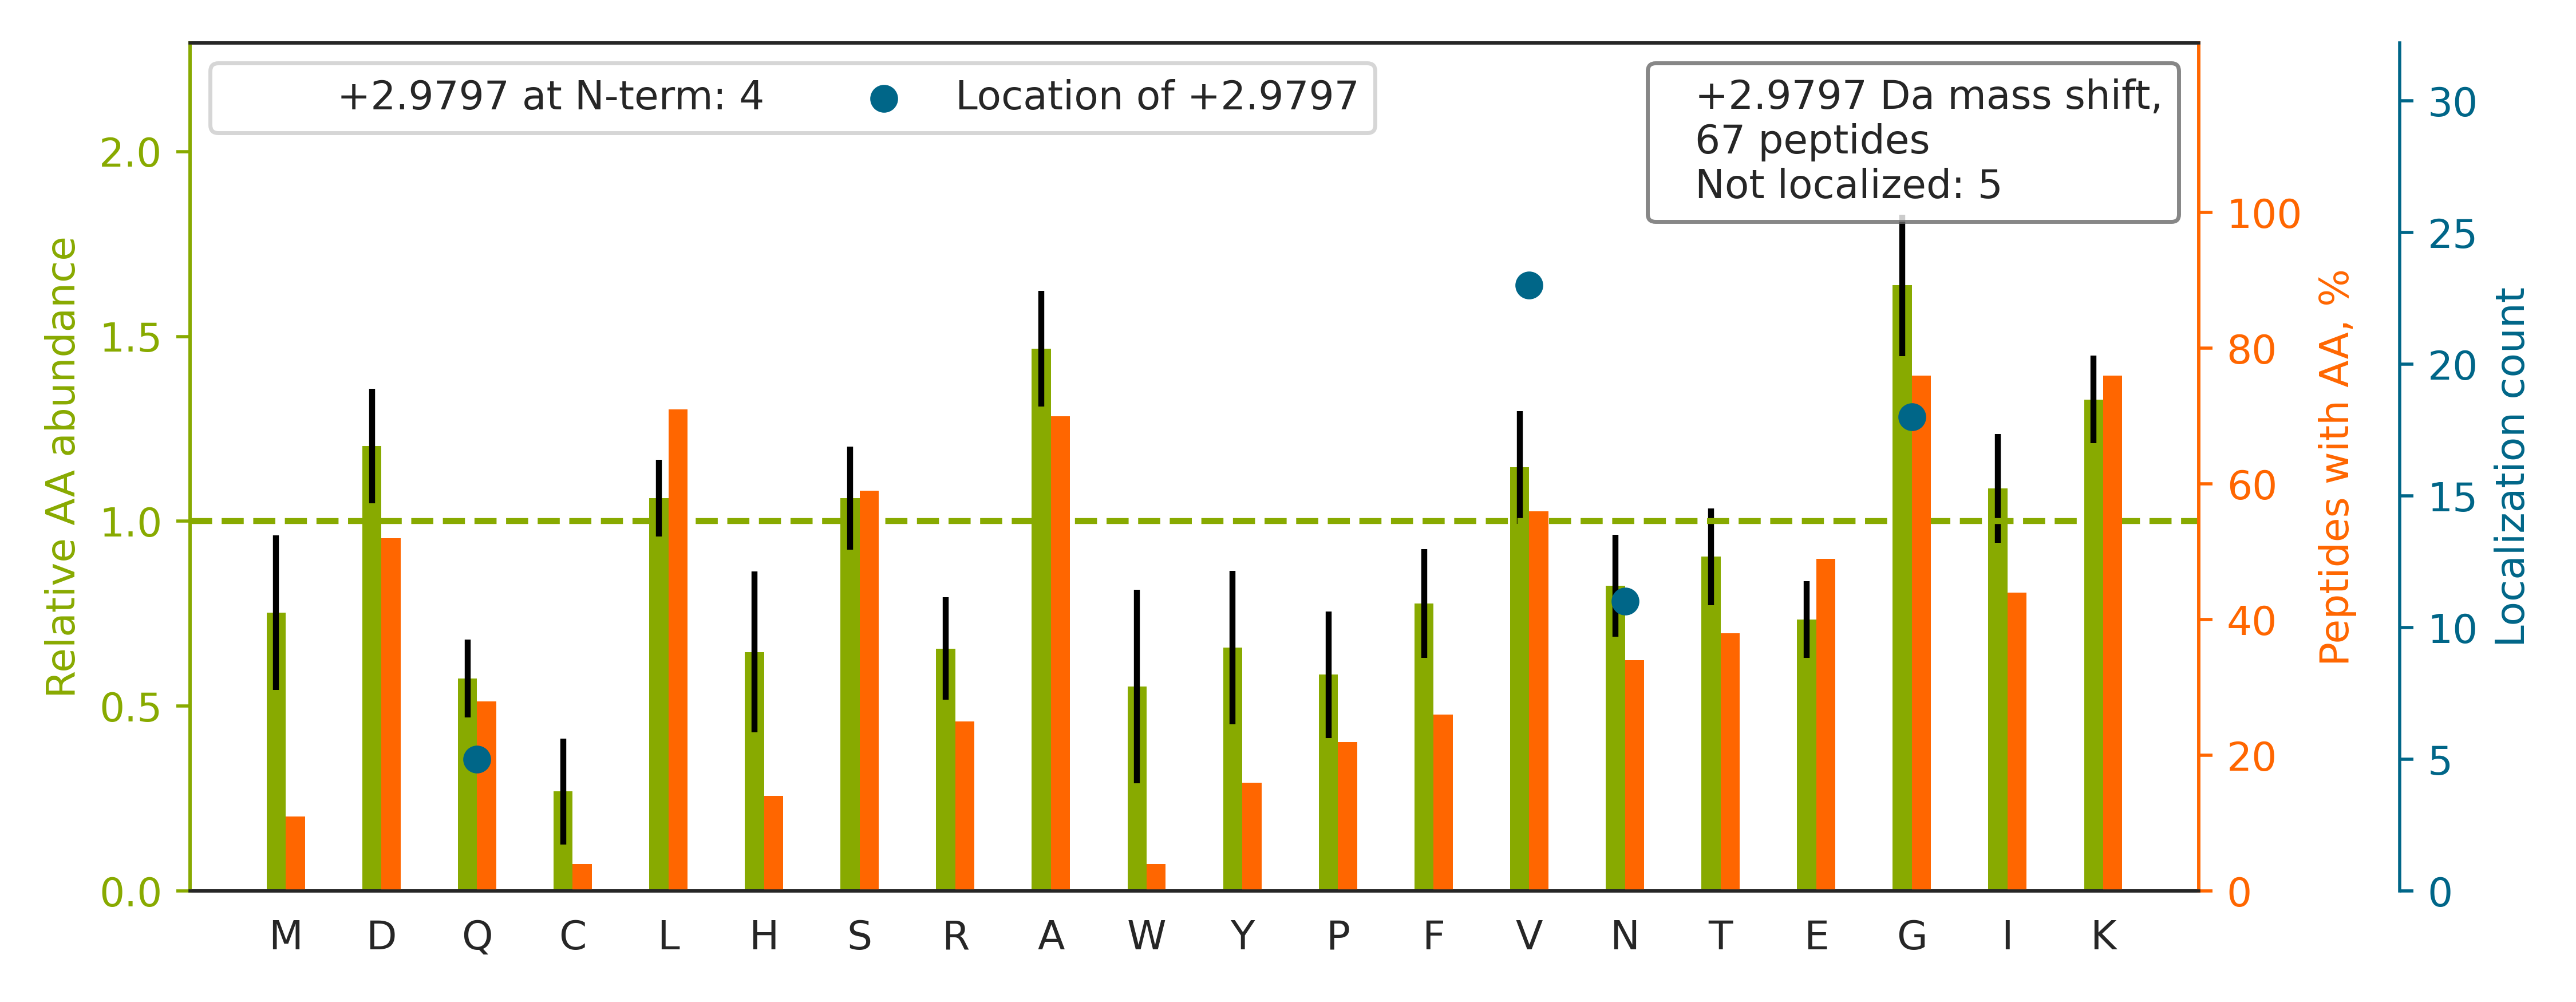 +2.9797 at N-term: 4
Location of +2.9797
+2.9797 Da mass shift,
67 peptides
Not localized: 5
Relative AA abundance
2.0
1.5
1.0
0.5
0.0
Peptides with AA, %
100
80
60
40
20
0
Localization count
30
25
20
15
10
5
0
M D Q C L H S R A W Y P F V N T E G I K